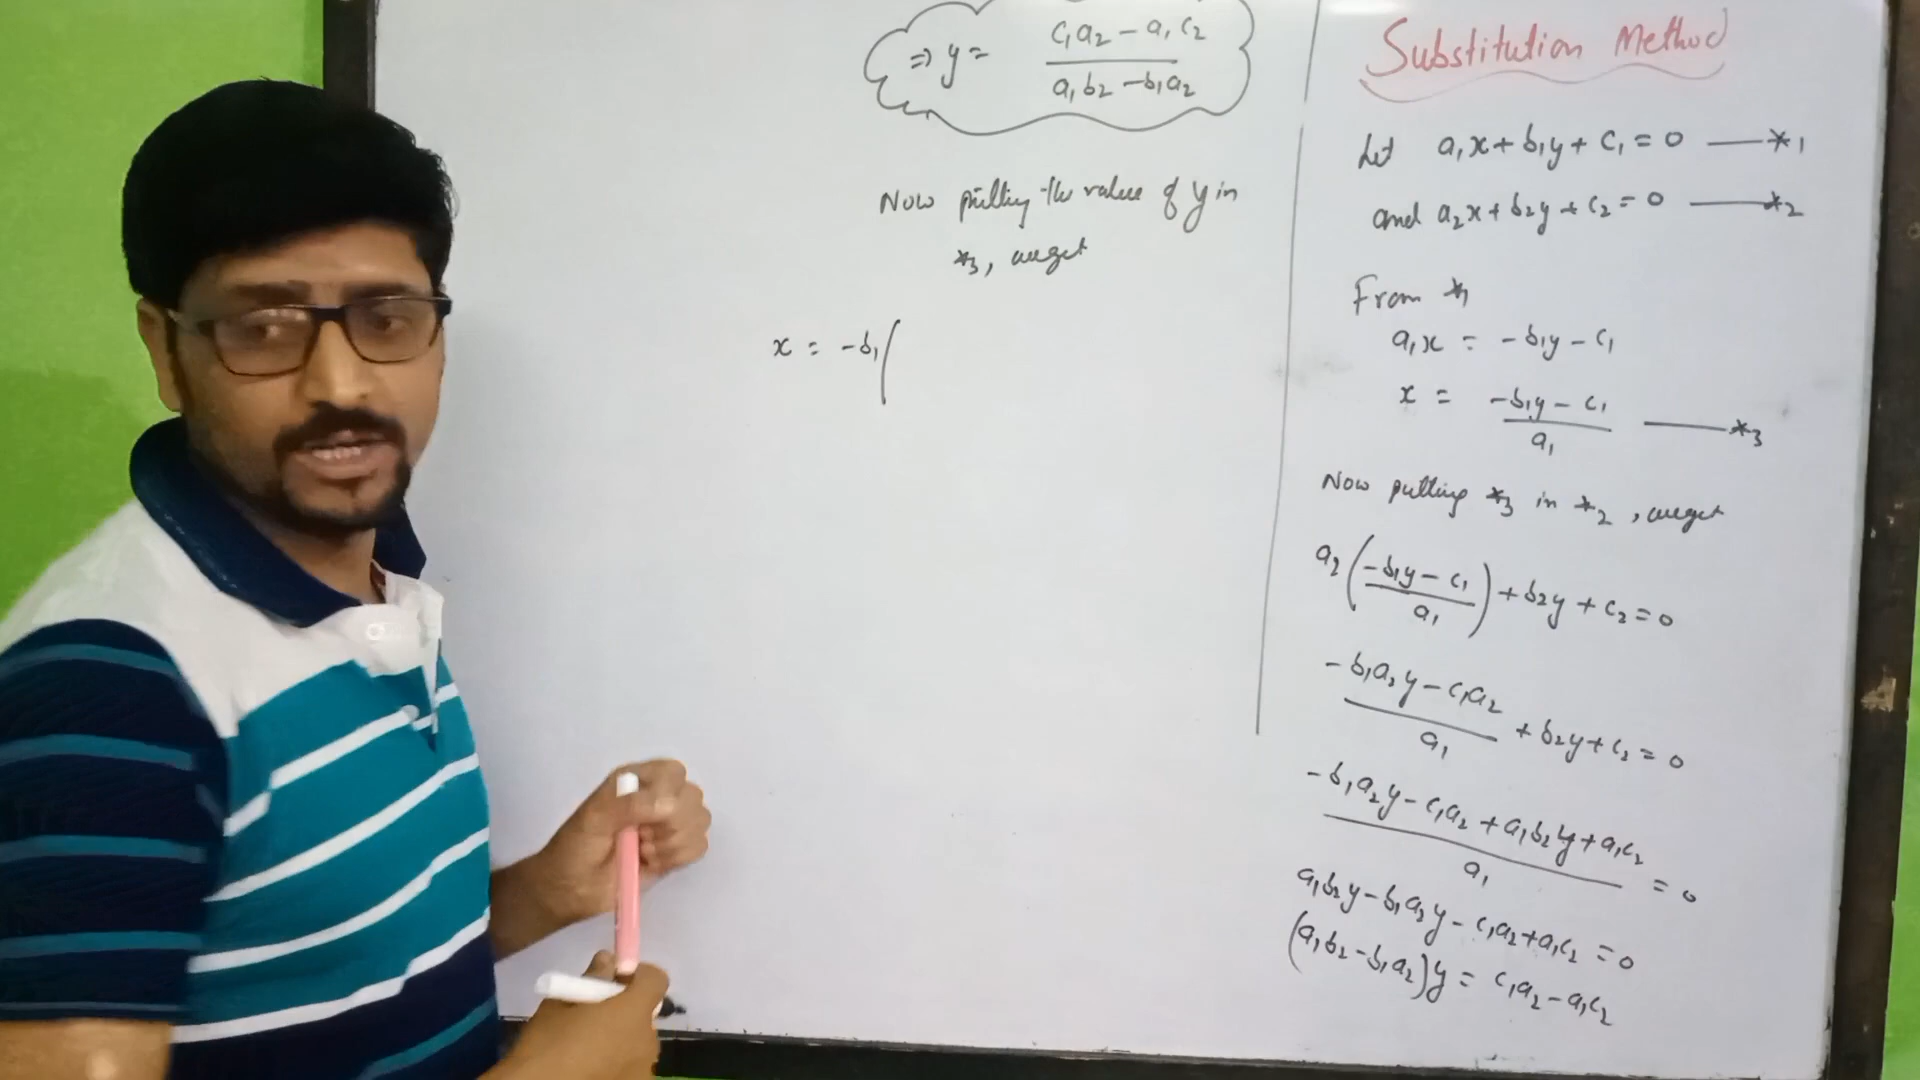 Substitution Method
Let a₁x + b₁y + c₁ = 0 —— *₁
and a₂x + b₂y + c₂ = 0 —— *₂
From *₁
a₁x = -b₁y - c₁
x = (-b₁y - c₁)/a₁ —— *₃
Now putting *₃ in *₂, we get
a₂((-b₁y - c₁)/a₁) + b₂y + c₂ = 0
(-b₁a₂y - c₁a₂)/a₁ + b₂y + c₂ = 0
(-b₁a₂y - c₁a₂ + a₁b₂y + a₁c₂)/a₁ = 0
a₁b₂y - b₁a₂y - c₁a₂ + a₁c₂ = 0
(a₁b₂ - b₁a₂)y = c₁a₂ - a₁c₂
⇒ y = (c₁a₂ - a₁c₂)/(a₁b₂ - b₁a₂)
Now putting the value of y in
*₃, we get
x = -b₁(